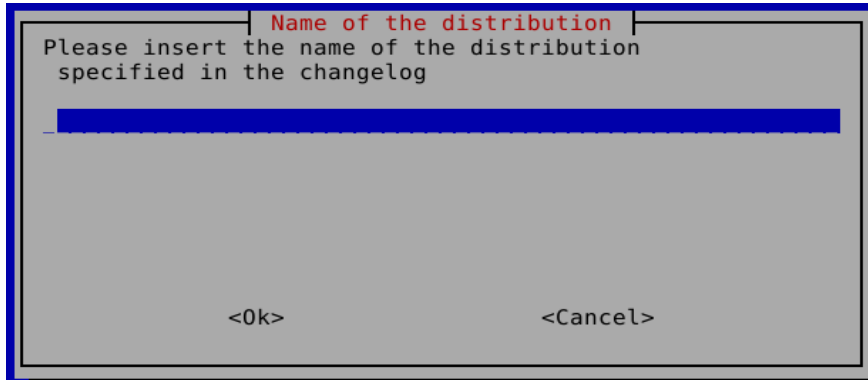 Name of the distribution
Please insert the name of the distribution
specified in the changelog
<Ok> <Cancel>